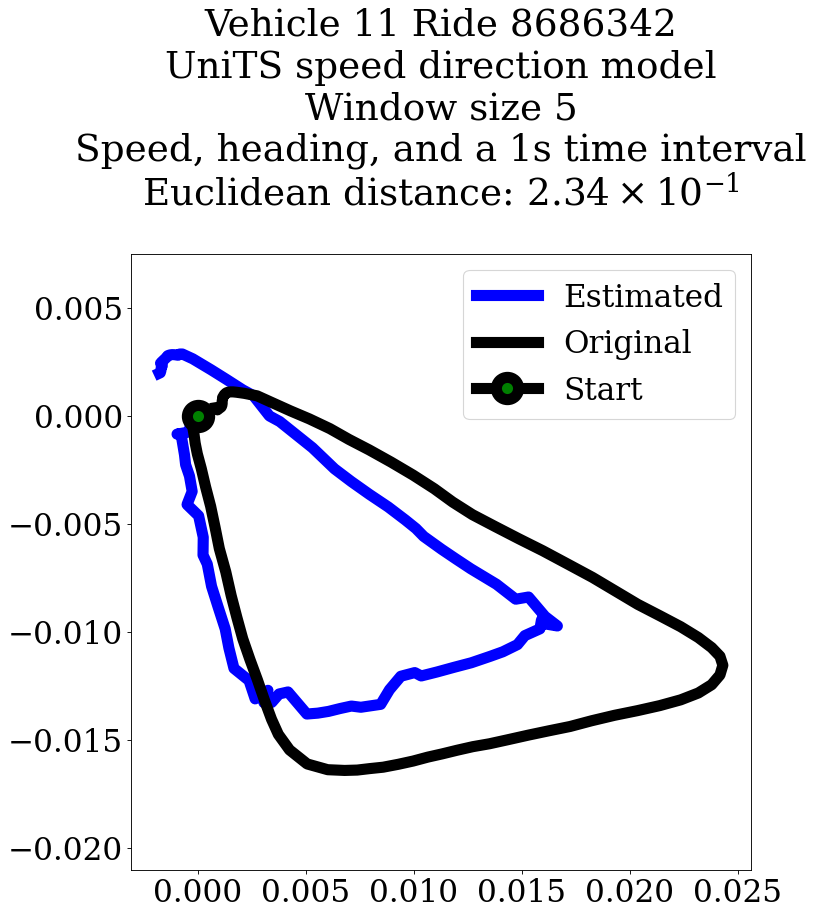 Vehicle 11 Ride 8686342
UniTS speed direction model
Window size 5
Speed, heading, and a 1s time interval
Euclidean distance: 2.34 × 10⁻¹
Estimated
Original
Start
0.005
0.000
−0.005
−0.010
−0.015
−0.020
0.000 0.005 0.010 0.015 0.020 0.025